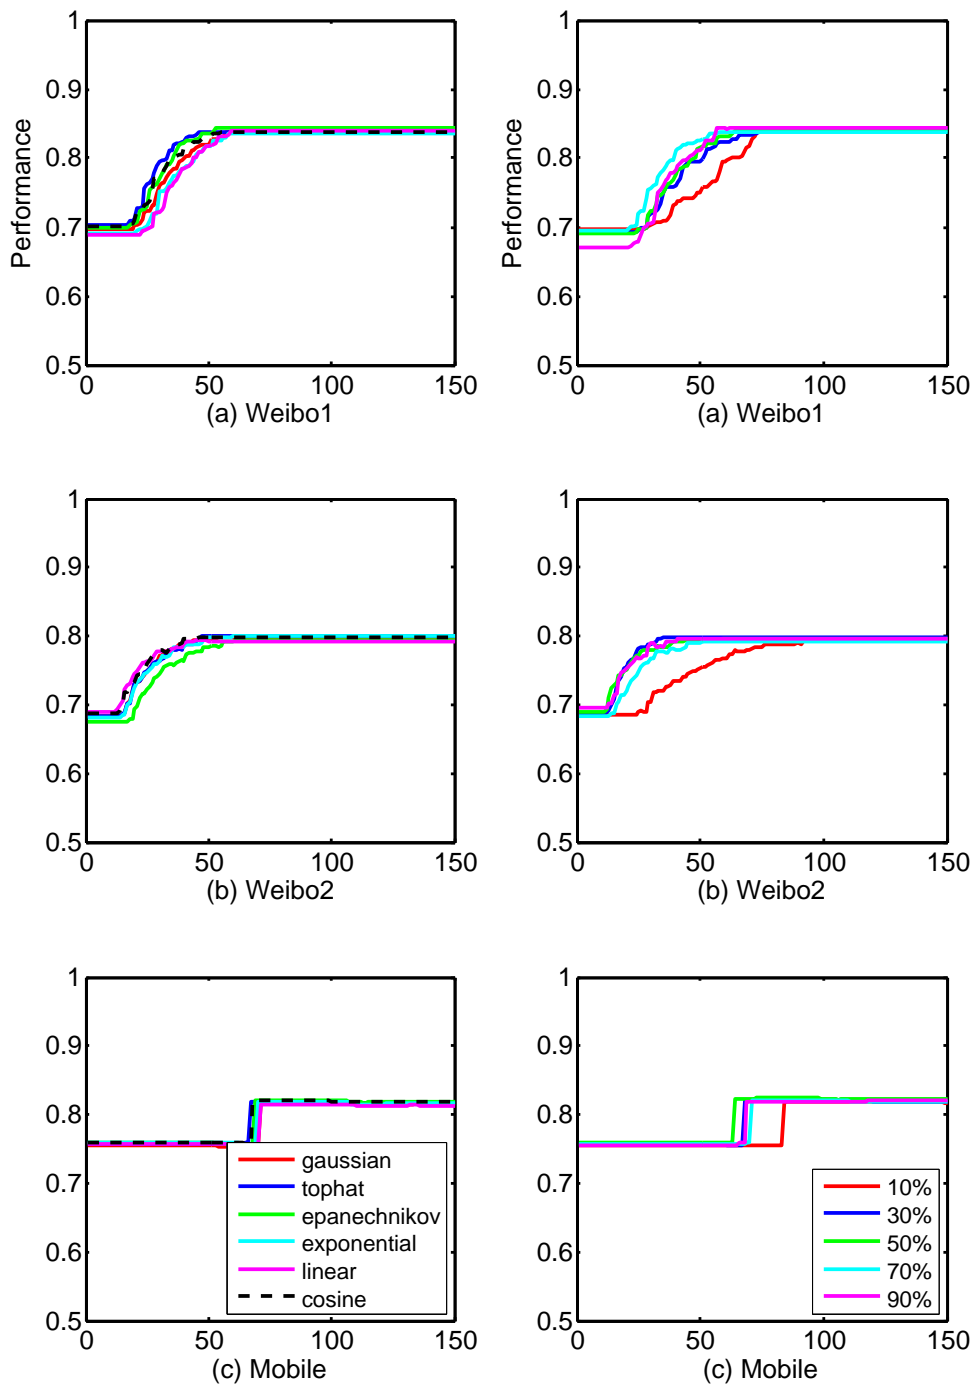 1
0.9
0.8
0.7
0.6
0.5
Performance
0 50 100 150
(a) Weibo1
1
0.9
0.8
0.7
0.6
0.5
Performance
0 50 100 150
(a) Weibo1
1
0.9
0.8
0.7
0.6
0.5
0 50 100 150
(b) Weibo2
1
0.9
0.8
0.7
0.6
0.5
0 50 100 150
(b) Weibo2
1
0.9
0.8
0.7
0.6
0.5
gaussian
tophat
epanechnikov
exponential
linear
cosine
0 50 100 150
(c) Mobile
1
0.9
0.8
0.7
0.6
0.5
10%
30%
50%
70%
90%
0 50 100 150
(c) Mobile